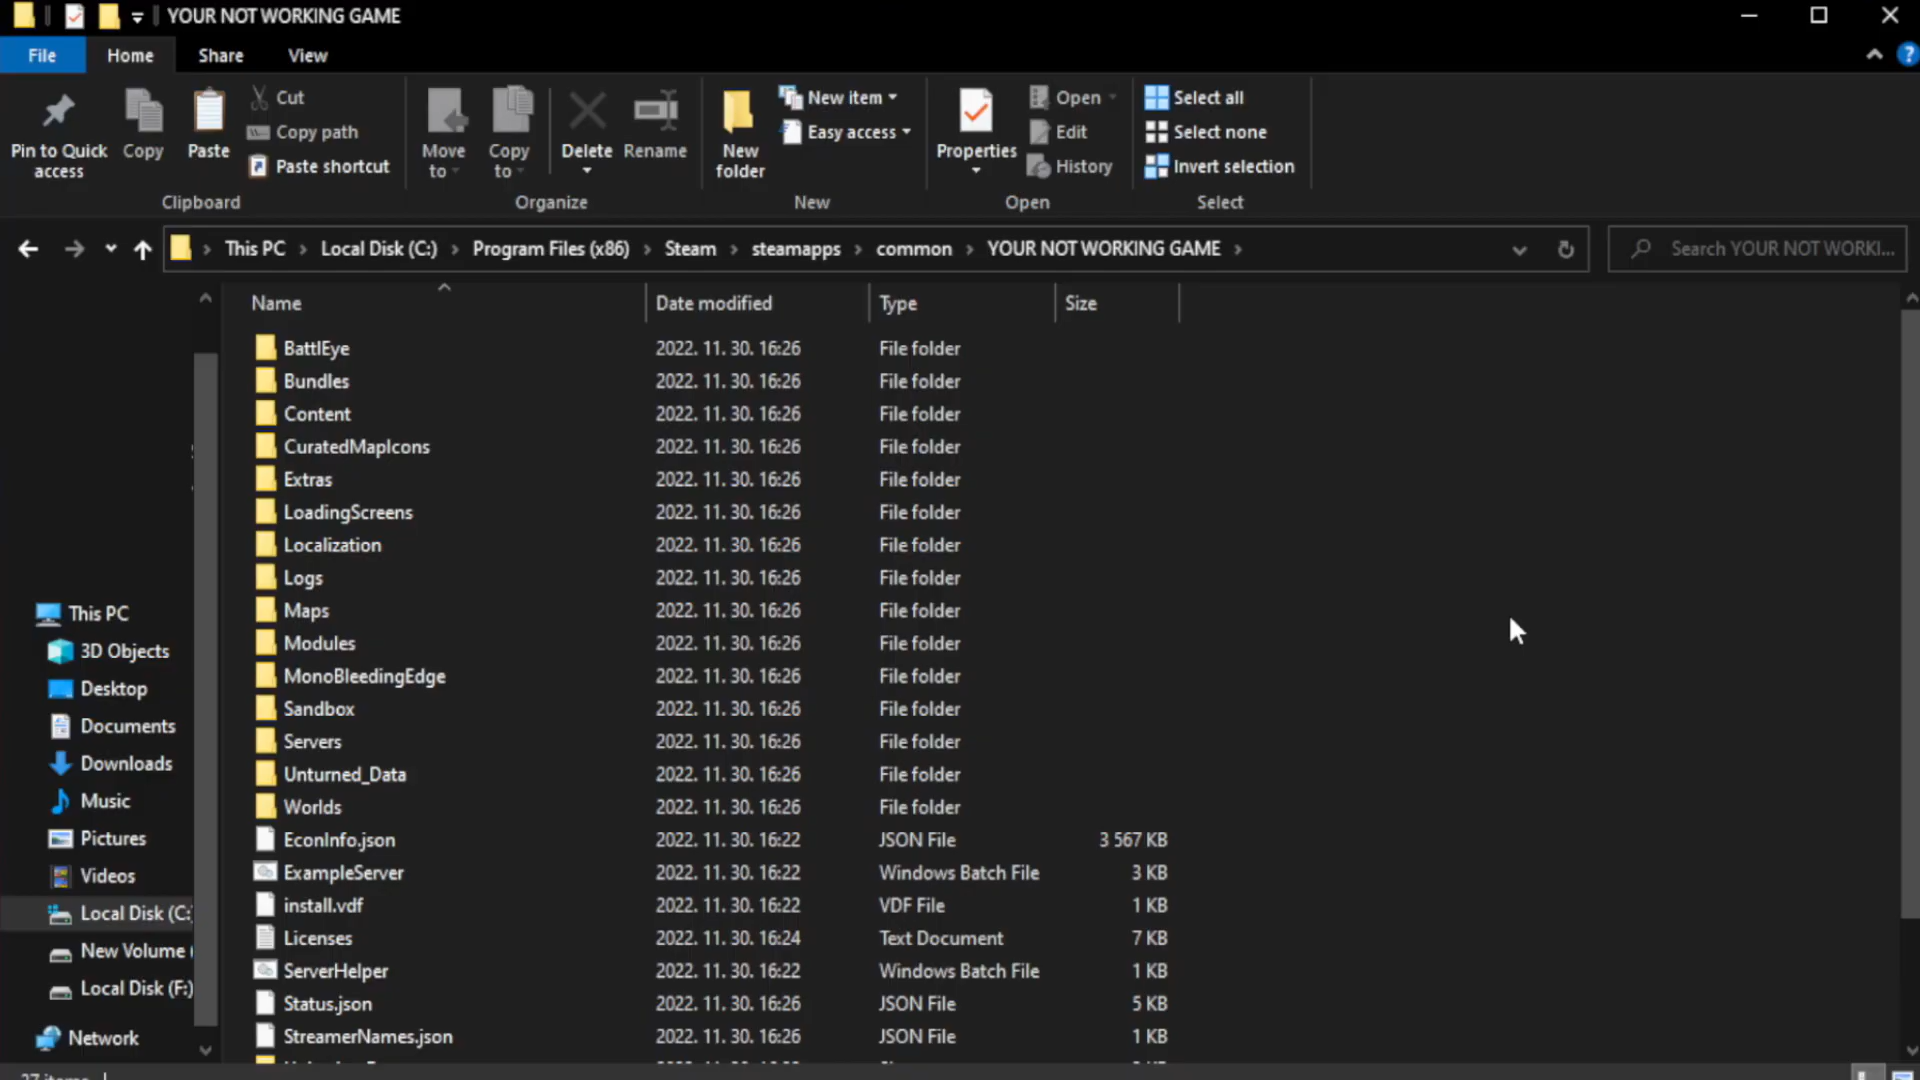 YOUR NOT WORKING GAME
File Home Share View
Pin to Quick access
Copy
Paste
Cut
Copy path
Paste shortcut
Move to
Copy to
Delete
Rename
New folder
New item
Easy access
Properties
Open
Edit
History
Select all
Select none
Invert selection
Clipboard Organize New Open Select
This PC Local Disk (C:) Program Files (x86) Steam steamapps common YOUR NOT WORKING GAME
Search YOUR NOT WORKI...
Name Date modified Type Size
BattlEye 2022. 11. 30. 16:26 File folder
Bundles 2022. 11. 30. 16:26 File folder
Content 2022. 11. 30. 16:26 File folder
CuratedMapIcons 2022. 11. 30. 16:26 File folder
Extras 2022. 11. 30. 16:26 File folder
LoadingScreens 2022. 11. 30. 16:26 File folder
Localization 2022. 11. 30. 16:26 File folder
Logs 2022. 11. 30. 16:26 File folder
Maps 2022. 11. 30. 16:26 File folder
Modules 2022. 11. 30. 16:26 File folder
MonoBleedingEdge 2022. 11. 30. 16:26 File folder
Sandbox 2022. 11. 30. 16:26 File folder
Servers 2022. 11. 30. 16:26 File folder
Unturned_Data 2022. 11. 30. 16:26 File folder
Worlds 2022. 11. 30. 16:26 File folder
EconInfo.json 2022. 11. 30. 16:22 JSON File 3 567 KB
ExampleServer 2022. 11. 30. 16:22 Windows Batch File 3 KB
install.vdf 2022. 11. 30. 16:22 VDF File 1 KB
Licenses 2022. 11. 30. 16:24 Text Document 7 KB
ServerHelper 2022. 11. 30. 16:22 Windows Batch File 1 KB
Status.json 2022. 11. 30. 16:26 JSON File 5 KB
StreamerNames.json 2022. 11. 30. 16:26 JSON File 1 KB
This PC
3D Objects
Desktop
Documents
Downloads
Music
Pictures
Videos
Local Disk (C:
New Volume (
Local Disk (F:)
Network